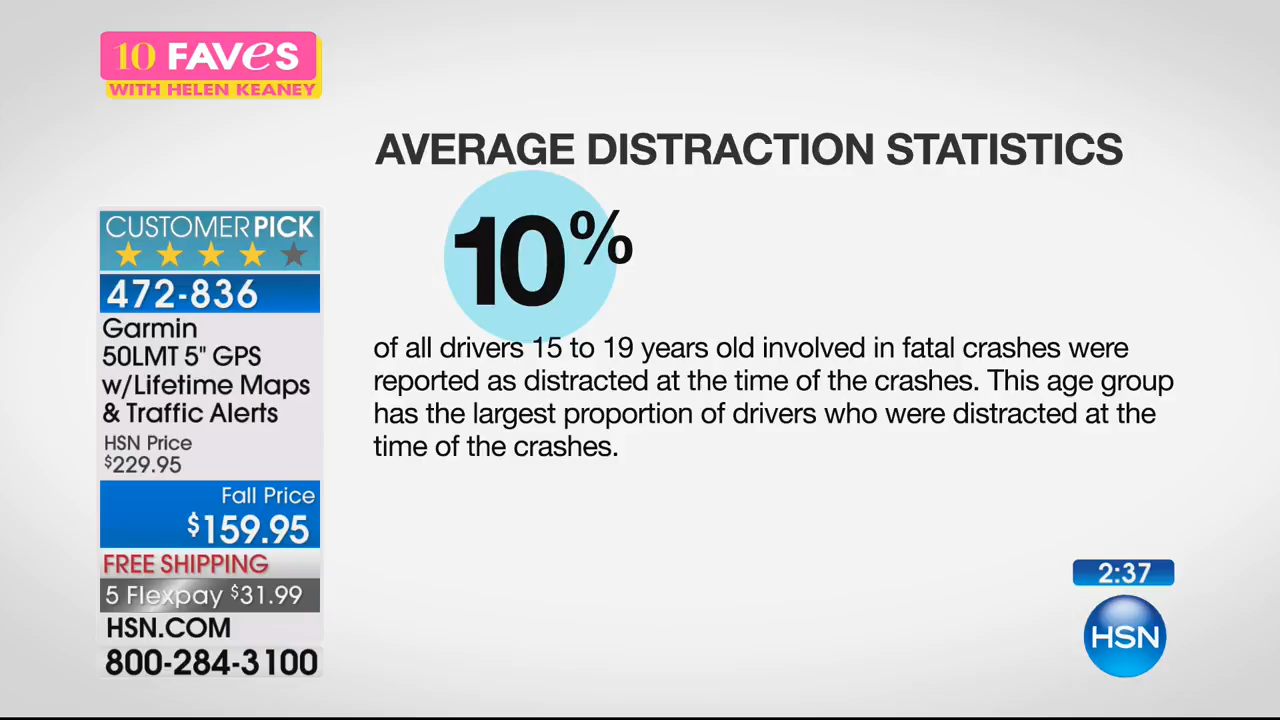 10 FAVeS
WITH HELEN KEANEY
AVERAGE DISTRACTION STATISTICS
10%
of all drivers 15 to 19 years old involved in fatal crashes were
reported as distracted at the time of the crashes. This age group
has the largest proportion of drivers who were distracted at the
time of the crashes.
CUSTOMER PICK
472-836
Garmin
50LMT 5" GPS
w/Lifetime Maps
& Traffic Alerts
HSN Price
$229.95
Fall Price
$159.95
FREE SHIPPING
5 Flexpay $31.99
HSN.COM
800-284-3100
2:37
HSN